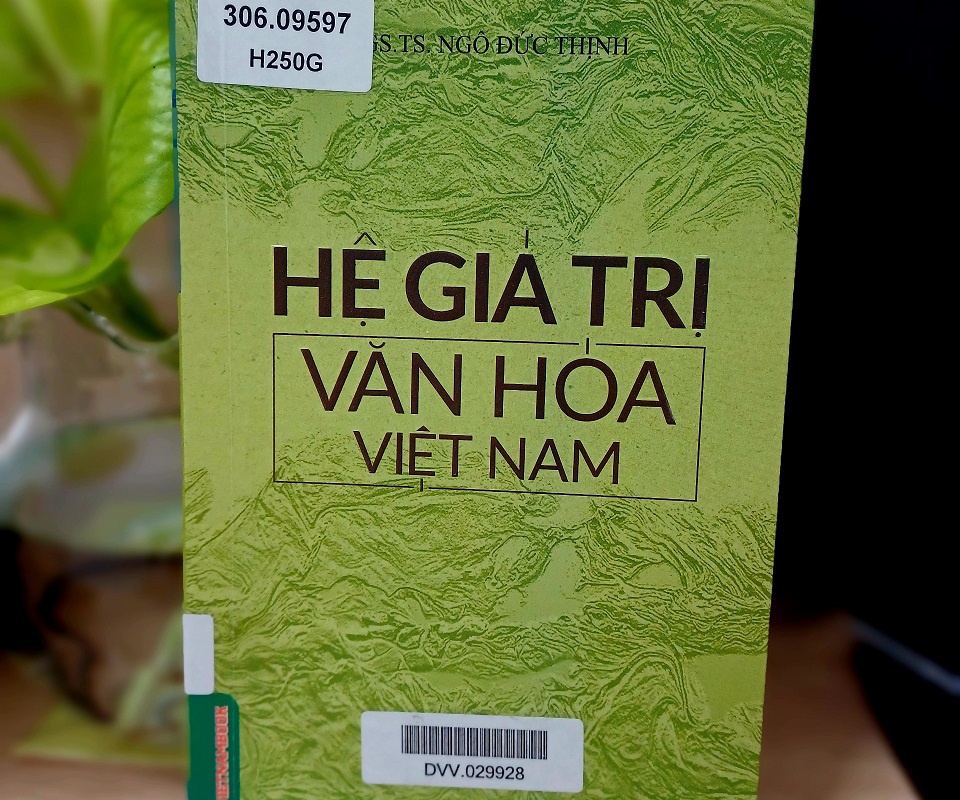 306.09597
H250G
GS.TS. NGÔ ĐỨC THỊNH
HỆ GIÁ TRỊ
VĂN HÓA
VIỆT NAM
DVV.029928